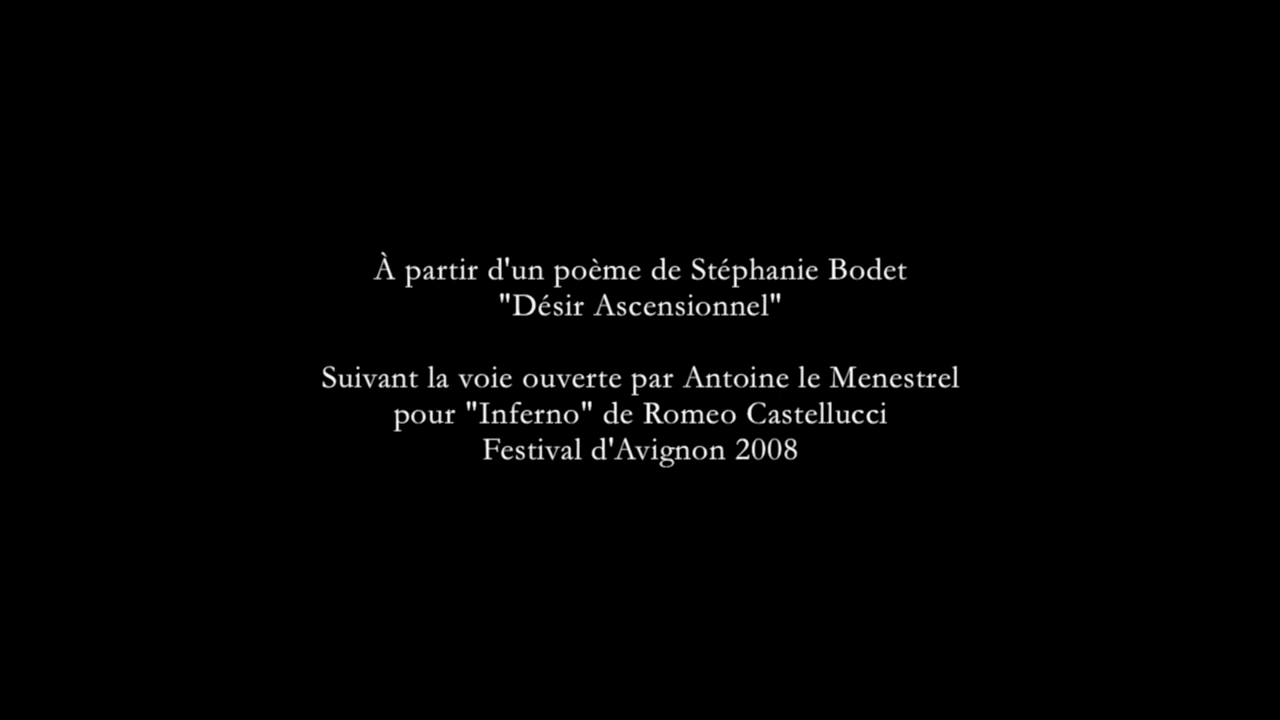 À partir d'un poème de Stéphanie Bodet
"Désir Ascensionnel"
Suivant la voie ouverte par Antoine le Menestrel
pour "Inferno" de Romeo Castellucci
Festival d'Avignon 2008